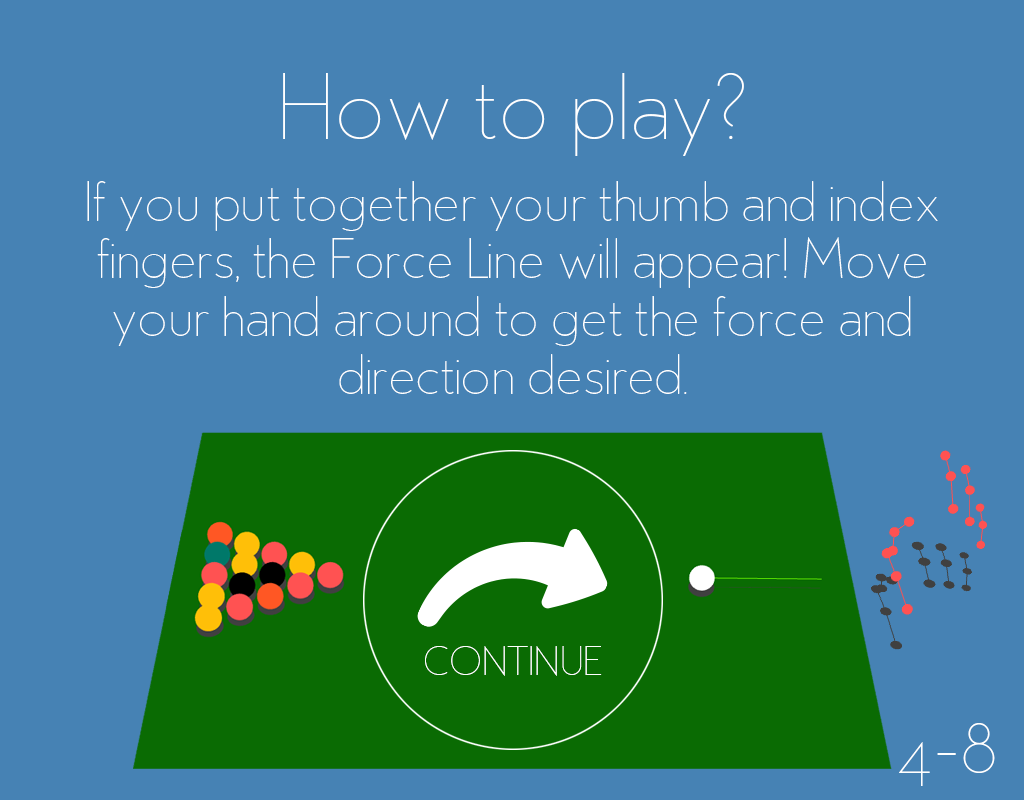 How to play?
If you put together your thumb and index
fingers, the Force Line will appear! Move
your hand around to get the force and
direction desired.
CONTINUE
4-8